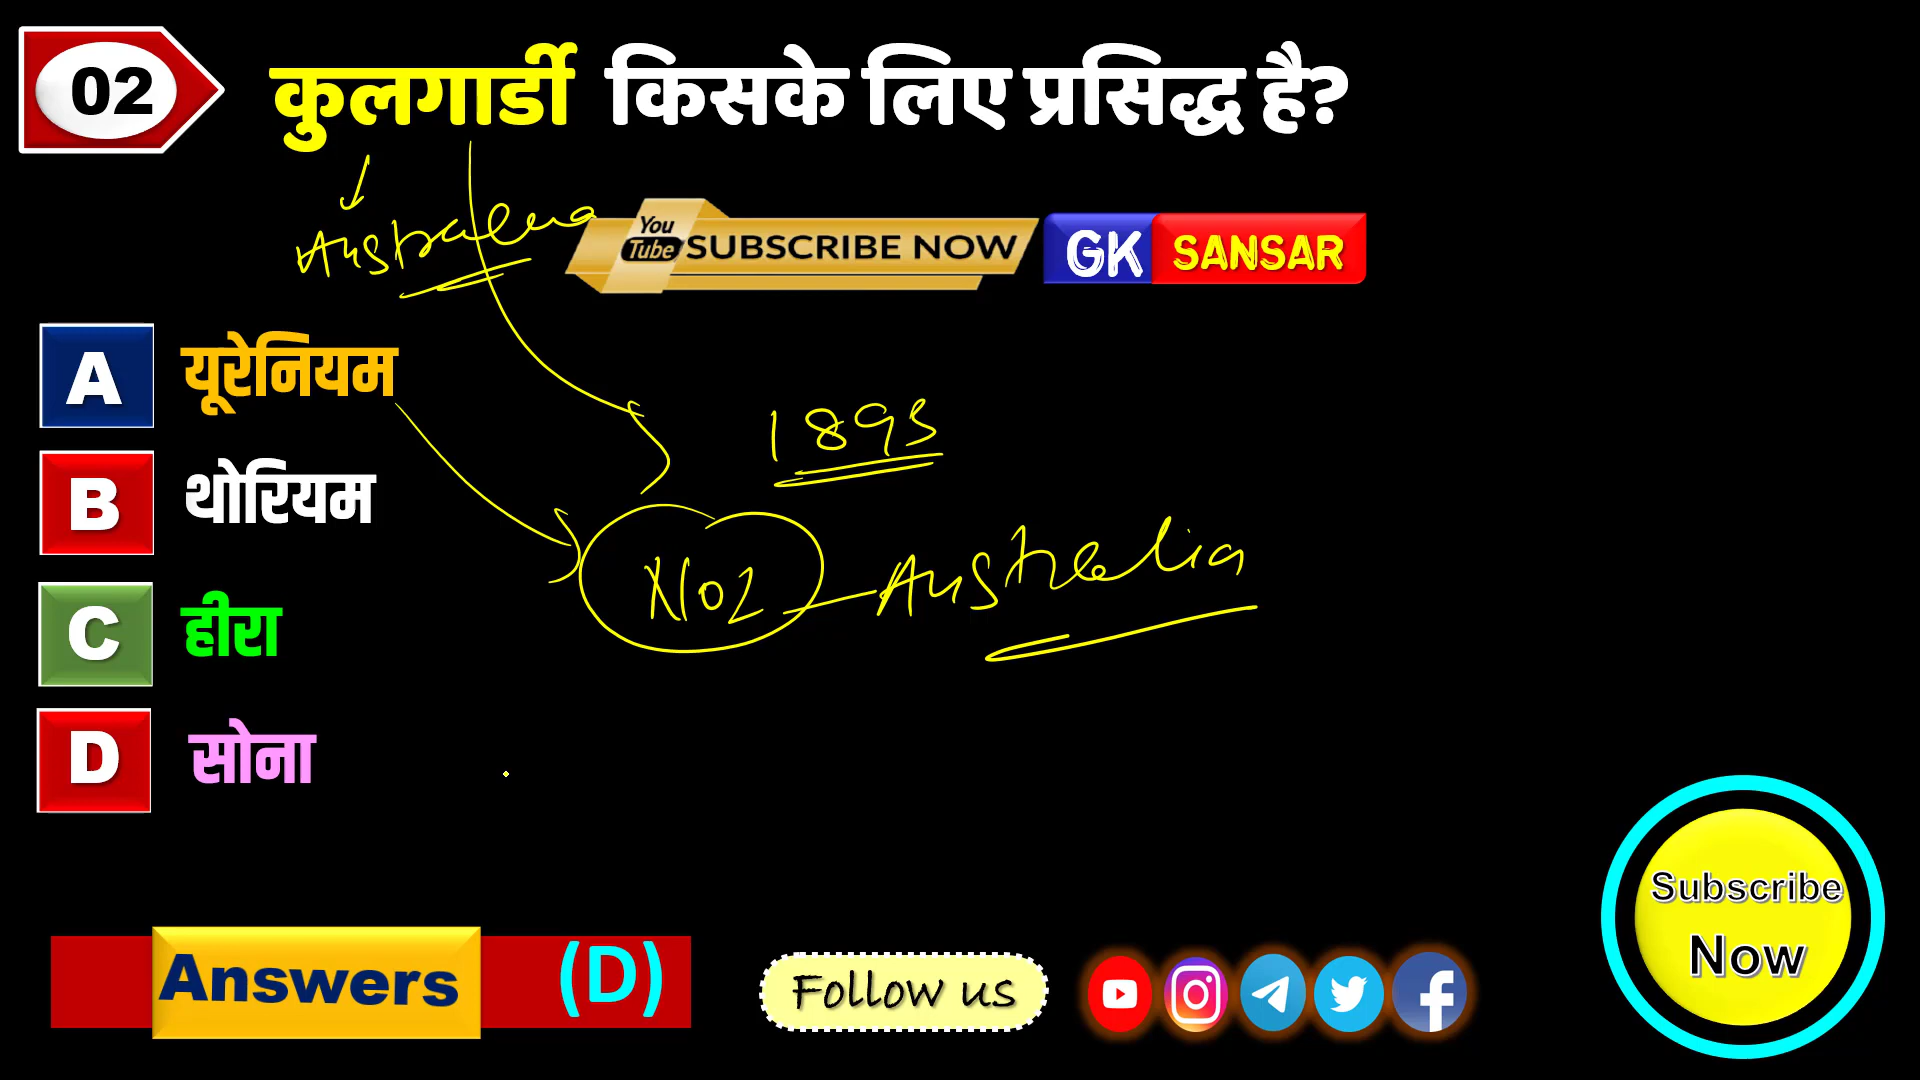 02
कुलगार्डी किसके लिए प्रसिद्ध है?
Australia
You
Tube SUBSCRIBE NOW
GK SANSAR
A यूरेनियम
1893
B थोरियम
No2 - Australia
C हीरा
D सोना
Subscribe
Now
Answers (D)
Follow us